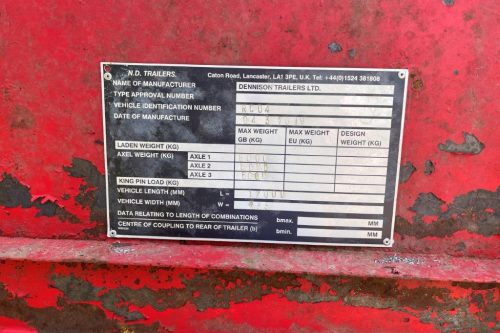 N.D. TRAILERS. Caton Road, Lancaster, LA1 3PE, U.K. Tel: +44(0)1524 381808
NAME OF MANUFACTURER DENNISON TRAILERS LTD.
TYPE APPROVAL NUMBER
VEHICLE IDENTIFICATION NUMBER
DATE OF MANUFACTURE
MAX WEIGHT GB (KG) MAX WEIGHT EU (KG) DESIGN WEIGHT (KG)
LADEN WEIGHT (KG)
AXEL WEIGHT (KG) AXLE 1
AXLE 2
AXLE 3
KING PIN LOAD (KG)
VEHICLE LENGTH (MM) L =
VEHICLE WIDTH (MM) W =
DATA RELATING TO LENGTH OF COMBINATIONS bmax. MM
CENTRE OF COUPLING TO REAR OF TRAILER (b) bmin. MM